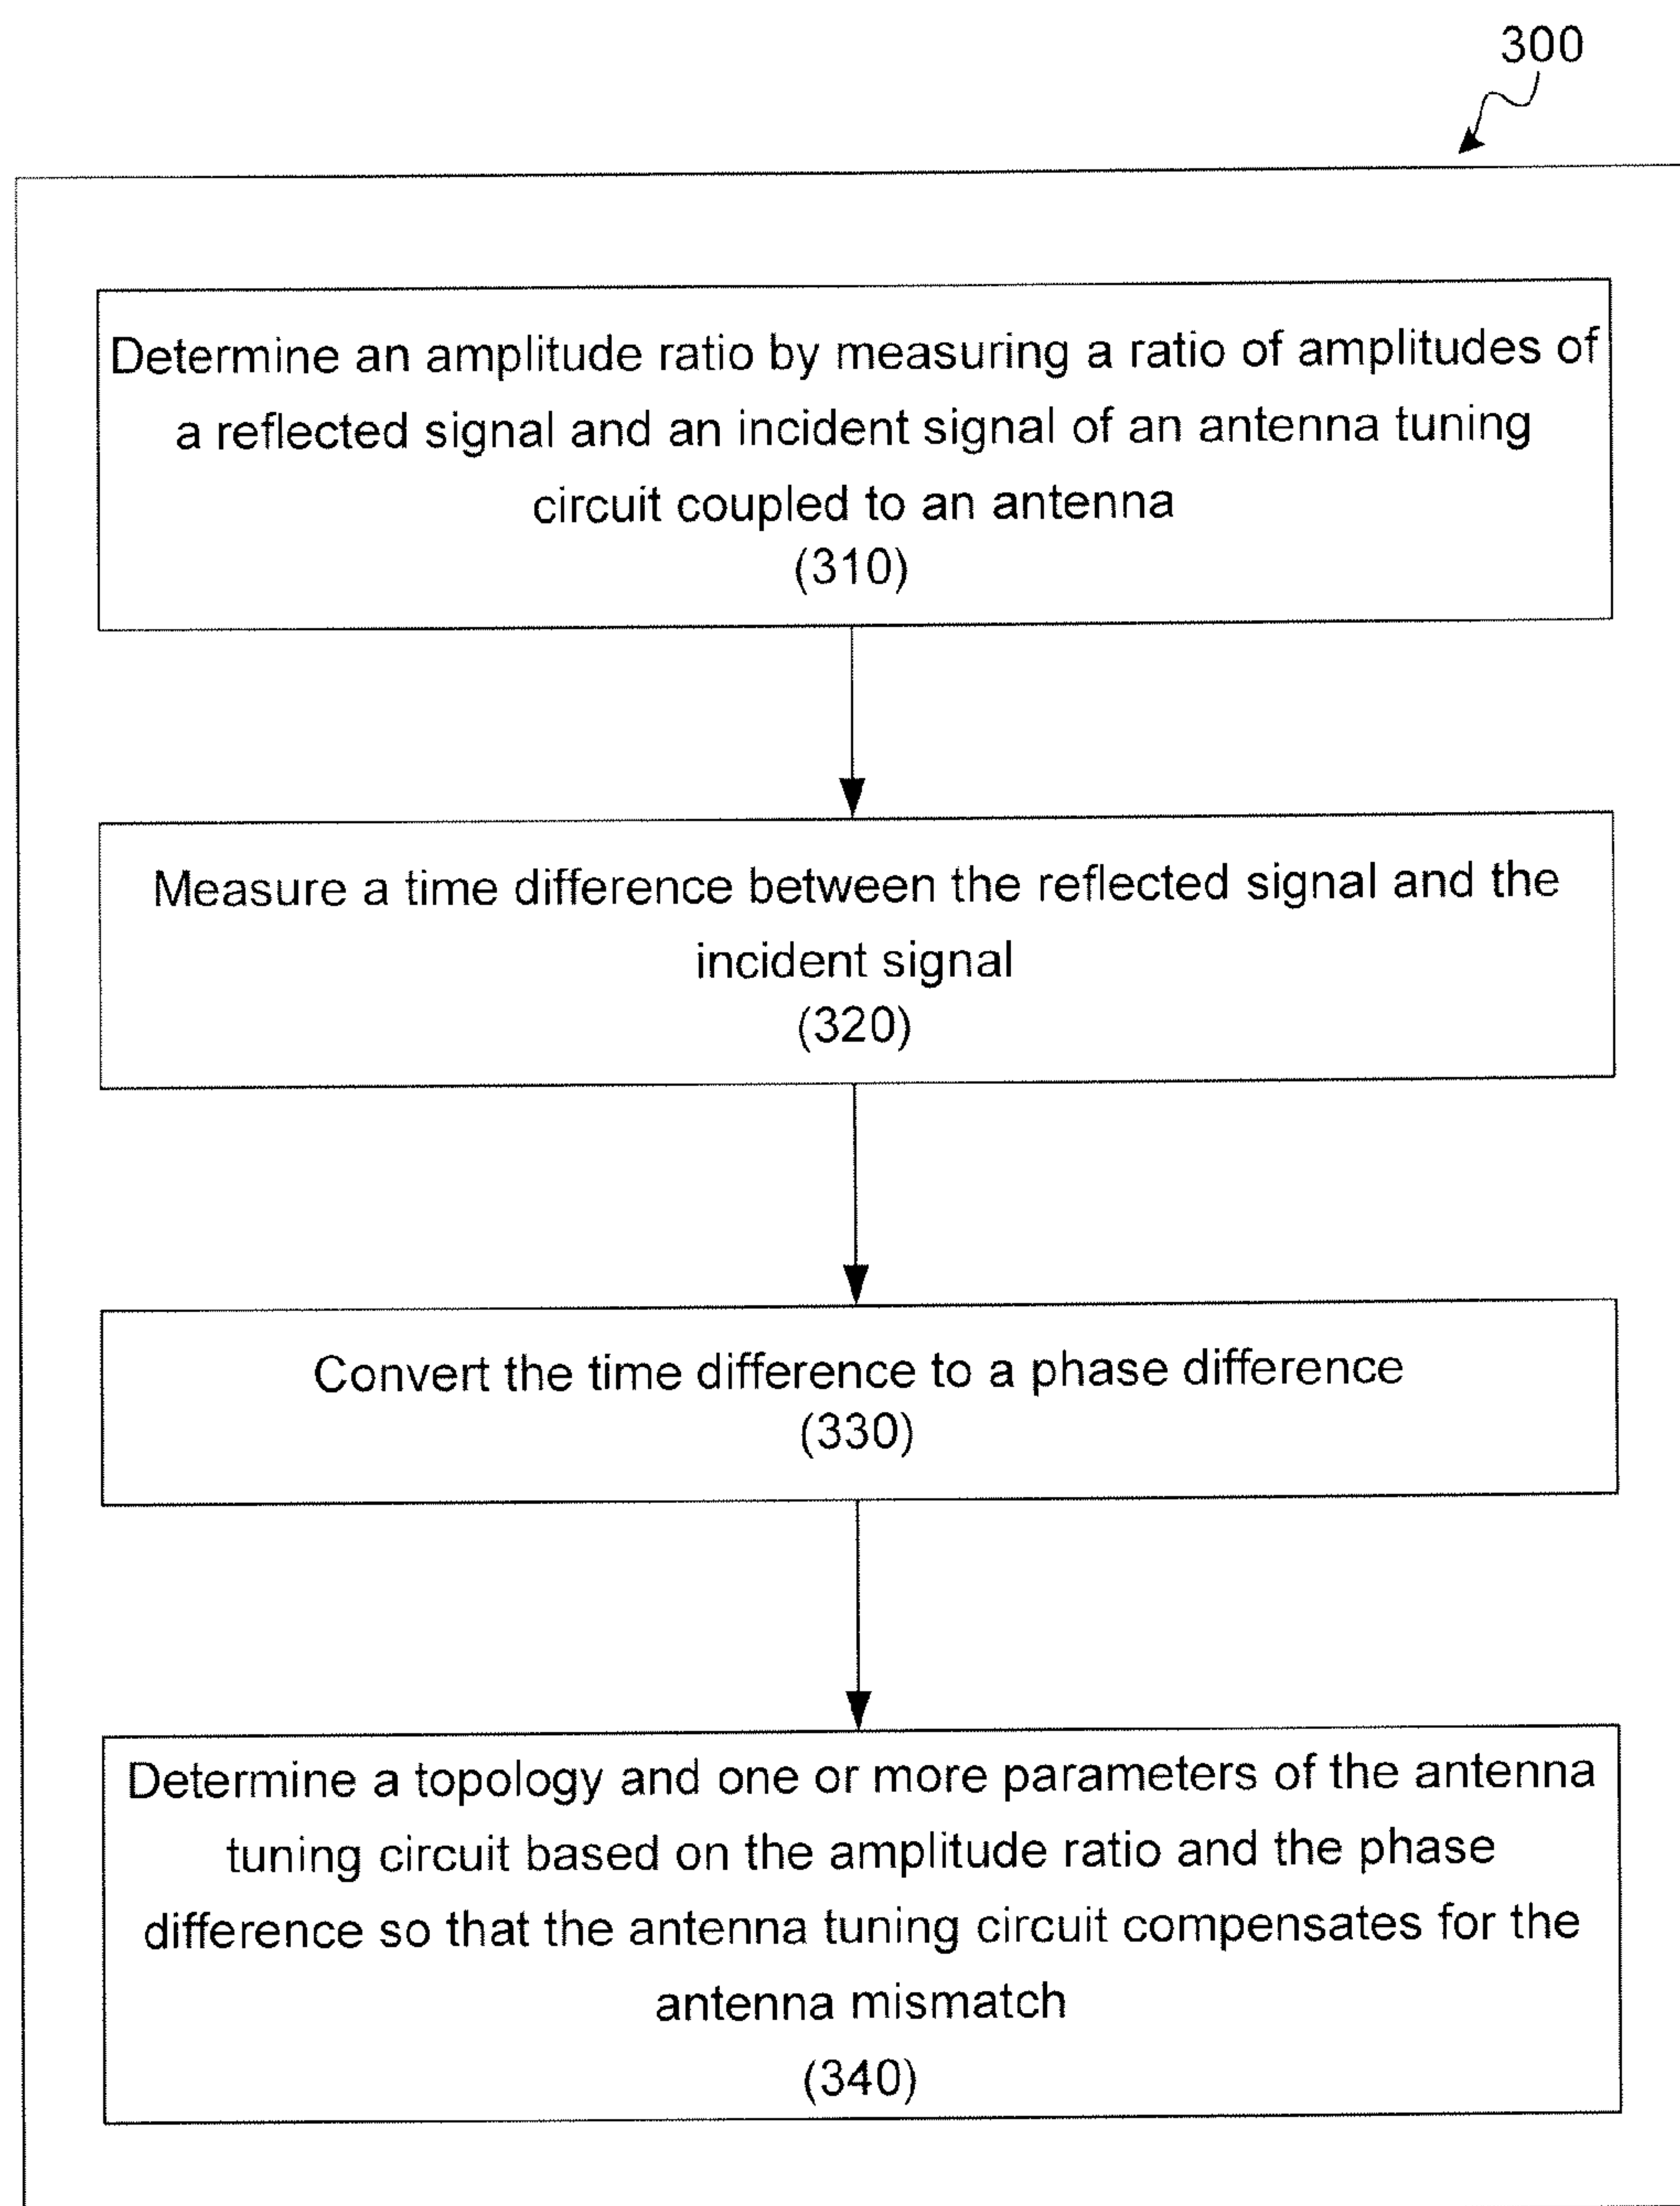 300
Determine an amplitude ratio by measuring a ratio of amplitudes of
a reflected signal and an incident signal of an antenna tuning
circuit coupled to an antenna
(310)
Measure a time difference between the reflected signal and the
incident signal
(320)
Convert the time difference to a phase difference
(330)
Determine a topology and one or more parameters of the antenna
tuning circuit based on the amplitude ratio and the phase
difference so that the antenna tuning circuit compensates for the
antenna mismatch
(340)